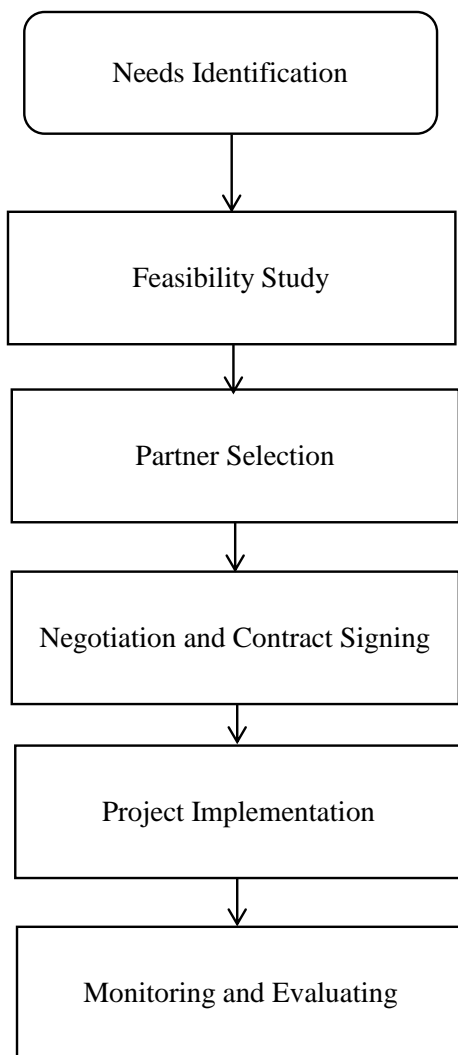 Needs Identification
Feasibility Study
Partner Selection
Negotiation and Contract Signing
Project Implementation
Monitoring and Evaluating